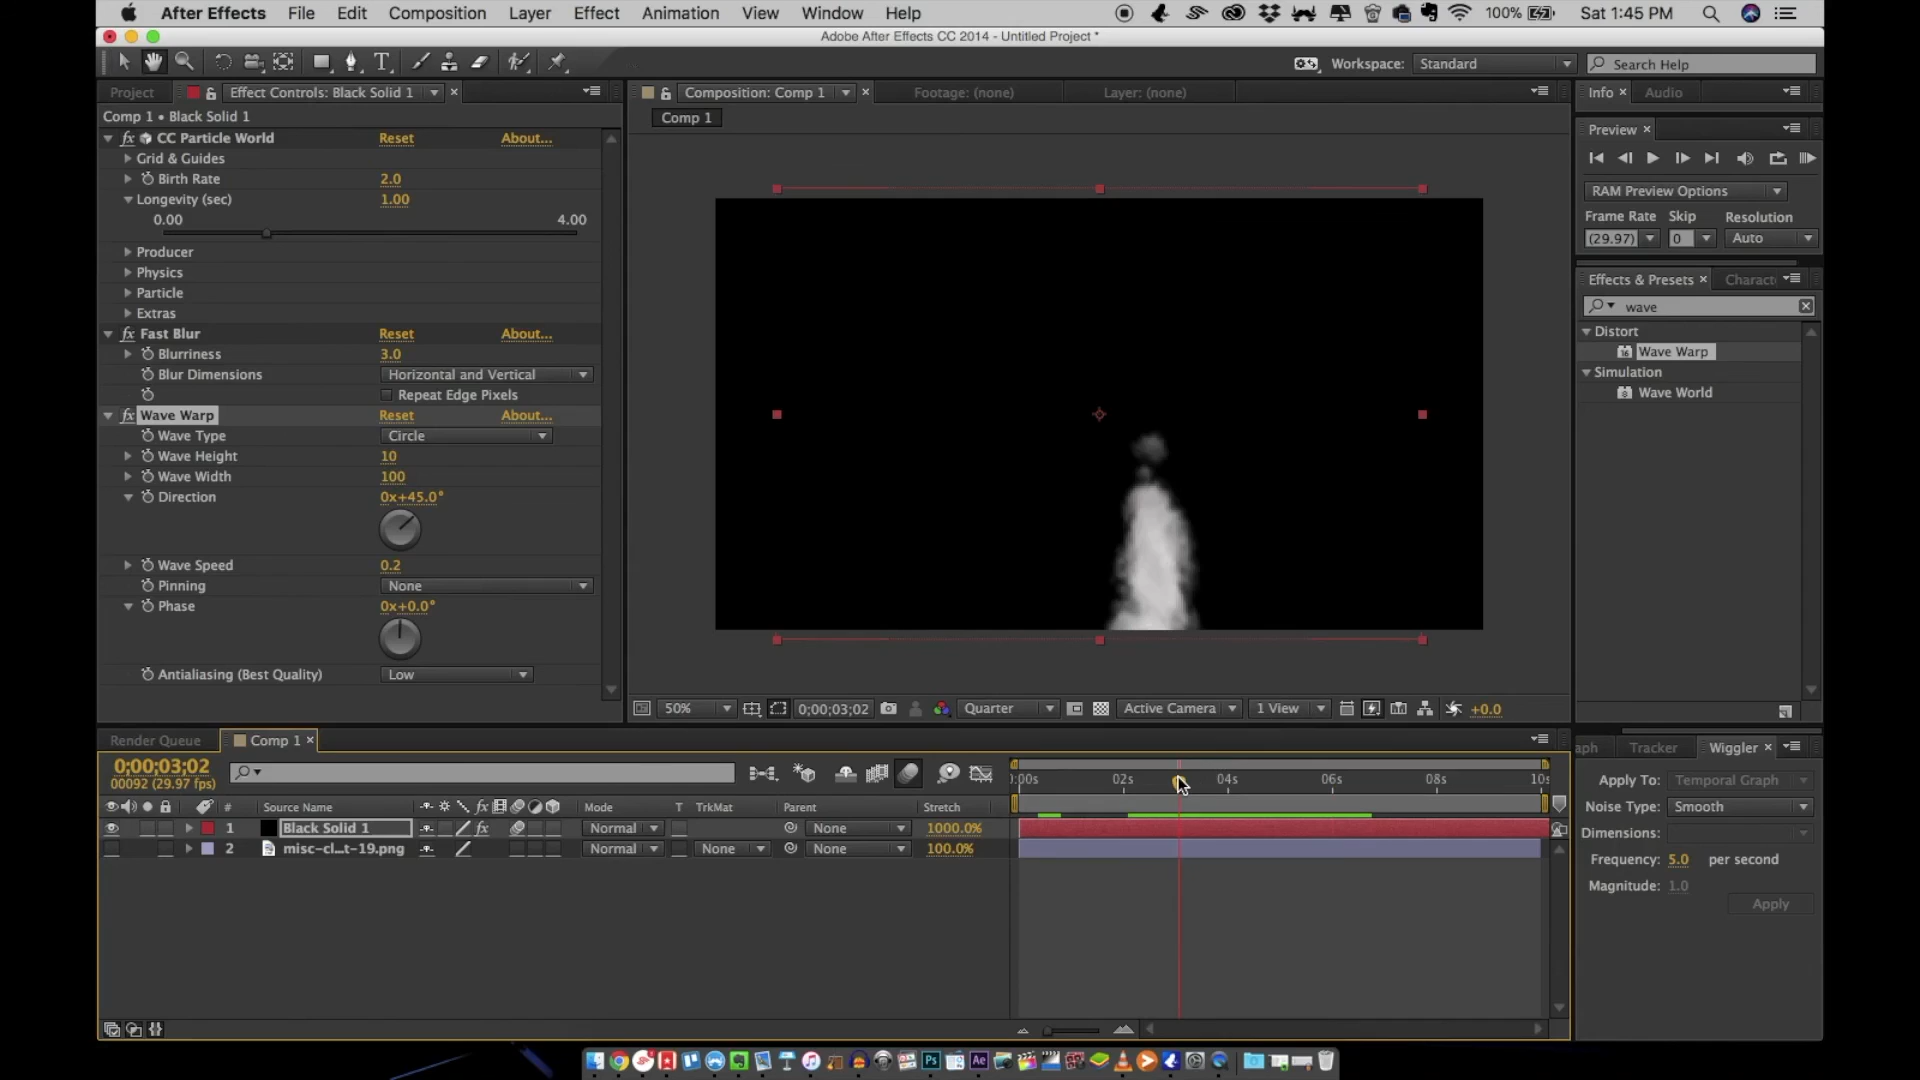 After Effects File Edit Composition Layer Effect Animation View Window Help 100% Sat 1:45 PM
Adobe After Effects CC 2014 - Untitled Project *
Workspace: Standard Search Help
Project Effect Controls: Black Solid 1 × Composition: Comp 1 × Footage: (none) Layer: (none) Info × Audio
Comp 1 • Black Solid 1
Comp 1
fx CC Particle World Reset About...
Grid & Guides
Birth Rate 2.0
Longevity (sec) 1.00
0.00 4.00
Producer
Physics
Particle
Extras
fx Fast Blur Reset About...
Blurriness 3.0
Blur Dimensions Horizontal and Vertical
Repeat Edge Pixels
fx Wave Warp Reset About...
Wave Type Circle
Wave Height 10
Wave Width 100
Direction 0x+45.0°
Wave Speed 0.2
Pinning None
Phase 0x+0.0°
Antialiasing (Best Quality) Low
50% 0;00;03;02 Quarter Active Camera 1 View +0.0
Preview ×
RAM Preview Options
Frame Rate Skip Resolution
(29.97) 0 Auto
Effects & Presets × Charact
wave
Distort
Wave Warp
Simulation
Wave World
Render Queue Comp 1 ×
0;00;03;02
00092 (29.97 fps)
):00s 02s 04s 06s 08s 10s
# Source Name fx Mode T TrkMat Parent Stretch
1 Black Solid 1 fx Normal None 1000.0%
2 misc-cl...t-19.png Normal None None 100.0%
aph Tracker Wiggler ×
Apply To: Temporal Graph
Noise Type: Smooth
Dimensions:
Frequency: 5.0 per second
Magnitude: 1.0
Apply
Ps Ae